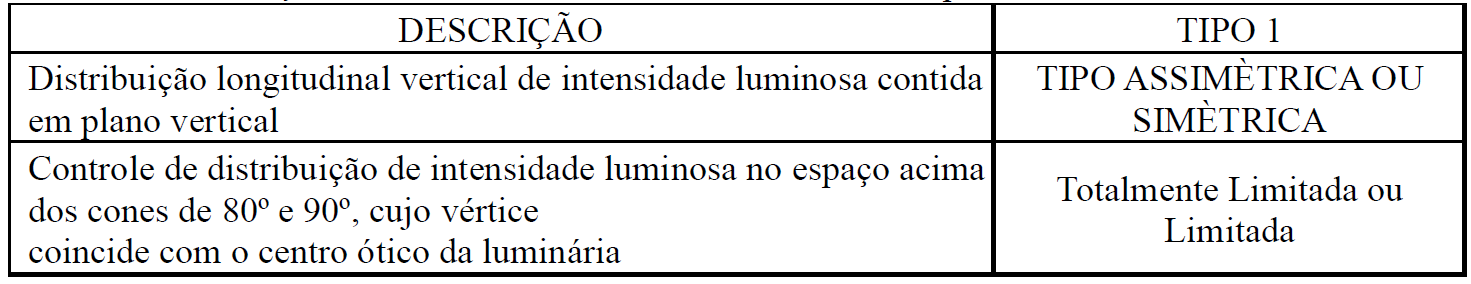 DESCRIÇÃO
TIPO 1
Distribuição longitudinal vertical de intensidade luminosa contida
em plano vertical
TIPO ASSIMÈTRICA OU
SIMÈTRICA
Controle de distribuição de intensidade luminosa no espaço acima
dos cones de 80º e 90º, cujo vértice
coincide com o centro ótico da luminária
Totalmente Limitada ou
Limitada